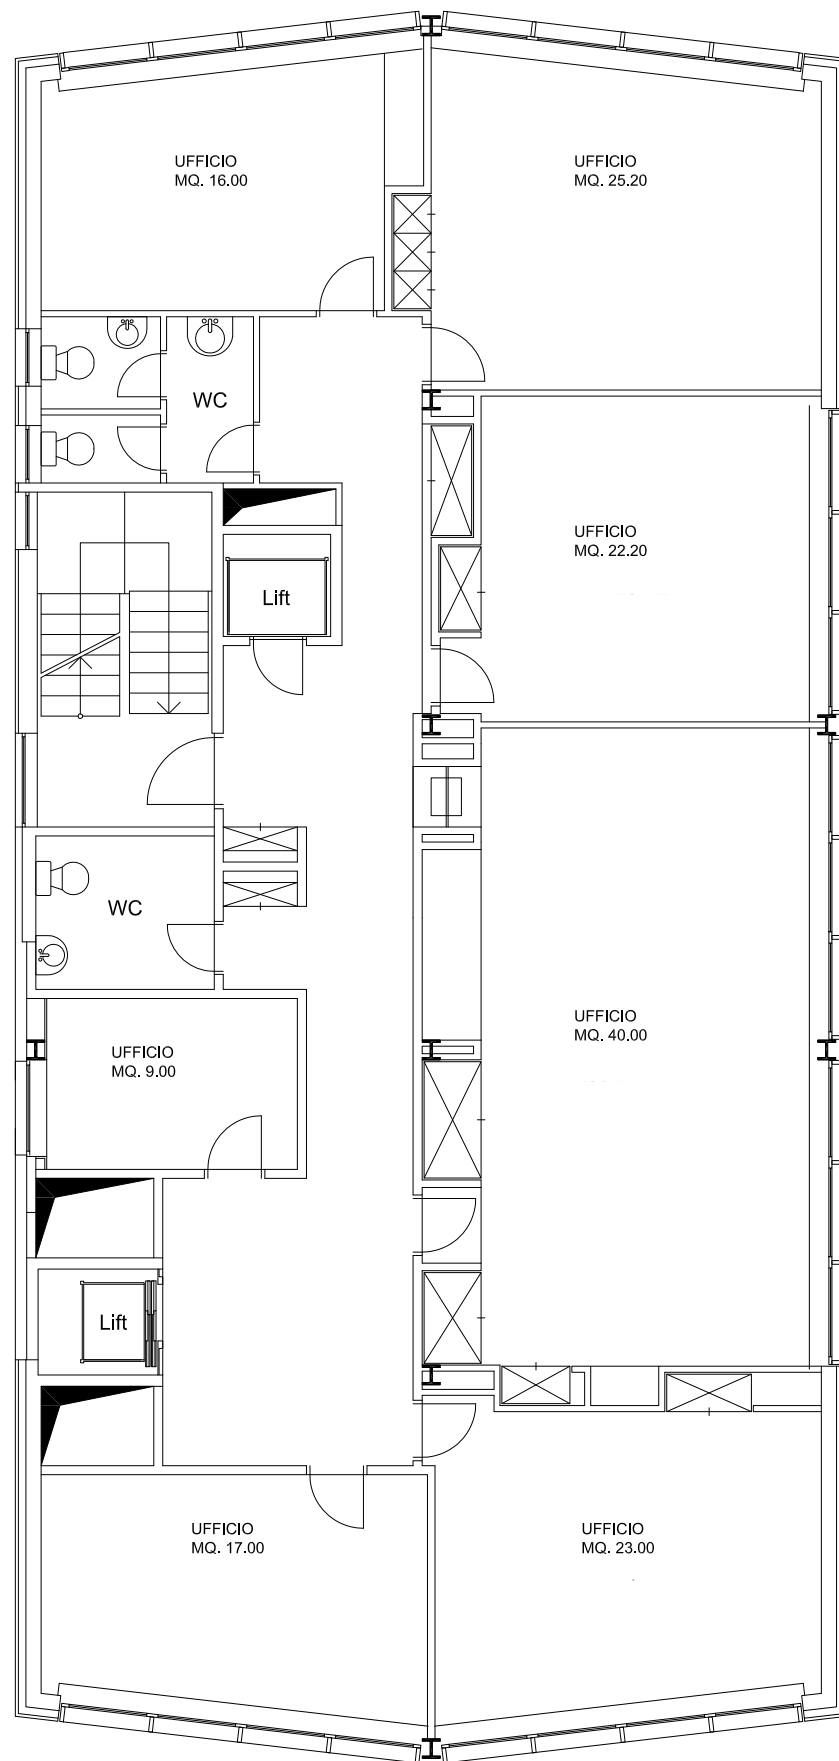 UFFICIO
MQ. 16.00
UFFICIO
MQ. 25.20
WC
UFFICIO
MQ. 22.20
Lift
WC
UFFICIO
MQ. 40.00
UFFICIO
MQ. 9.00
Lift
UFFICIO
MQ. 17.00
UFFICIO
MQ. 23.00